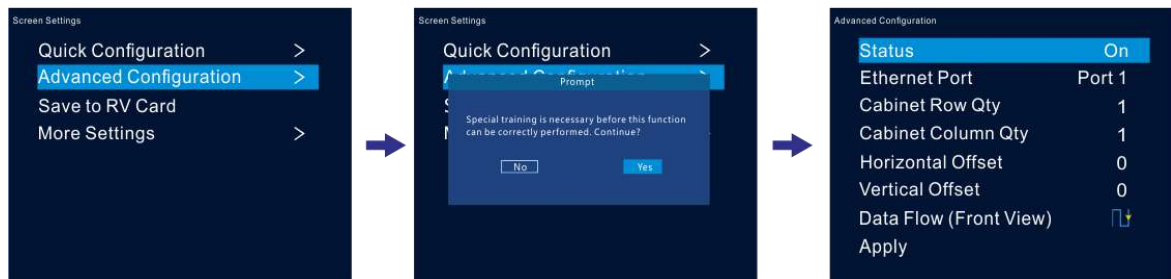 Screen Settings
Quick Configuration >
Advanced Configuration >
Save to RV Card
More Settings >
Screen Settings
Quick Configuration >
Advanced Configuration >
Prompt
Special training is necessary before this function
can be correctly performed. Continue?
No Yes
Advanced Configuration
Status On
Ethernet Port Port 1
Cabinet Row Qty 1
Cabinet Column Qty 1
Horizontal Offset 0
Vertical Offset 0
Data Flow (Front View)
Apply